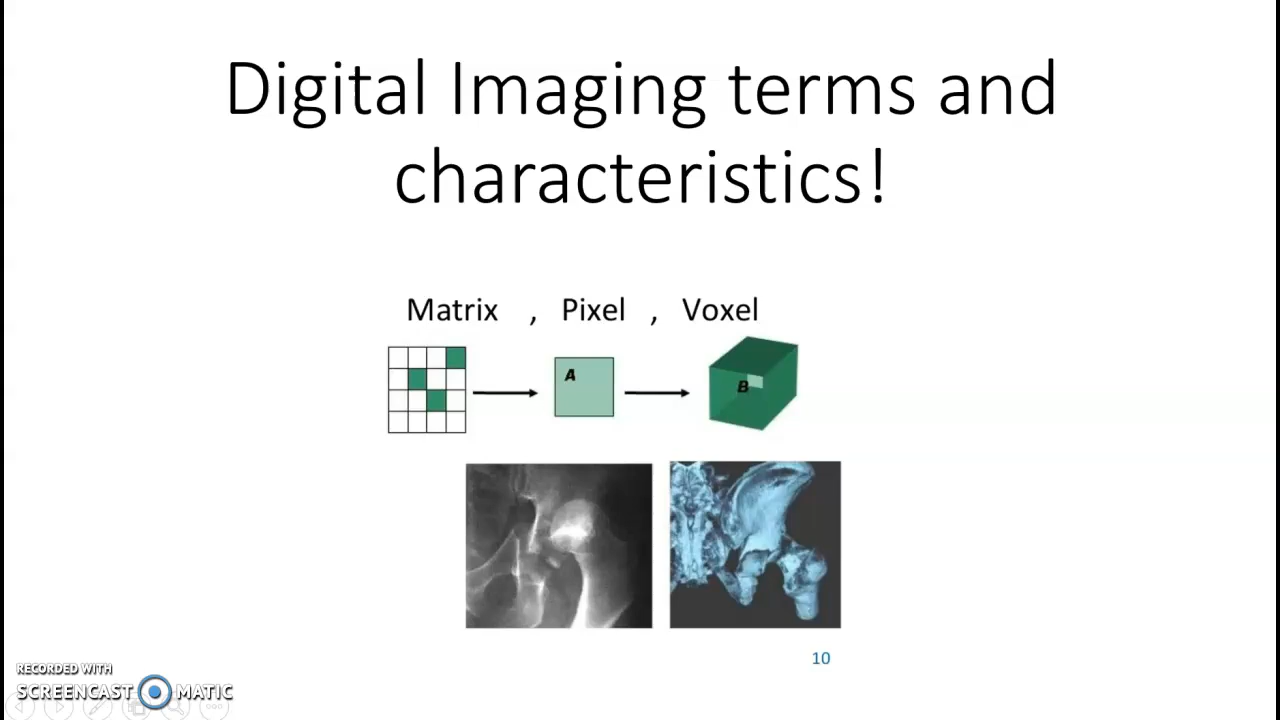 Digital Imaging terms and
characteristics!
Matrix , Pixel , Voxel
A
B
10
RECORDED WITH
SCREENCAST MATIC